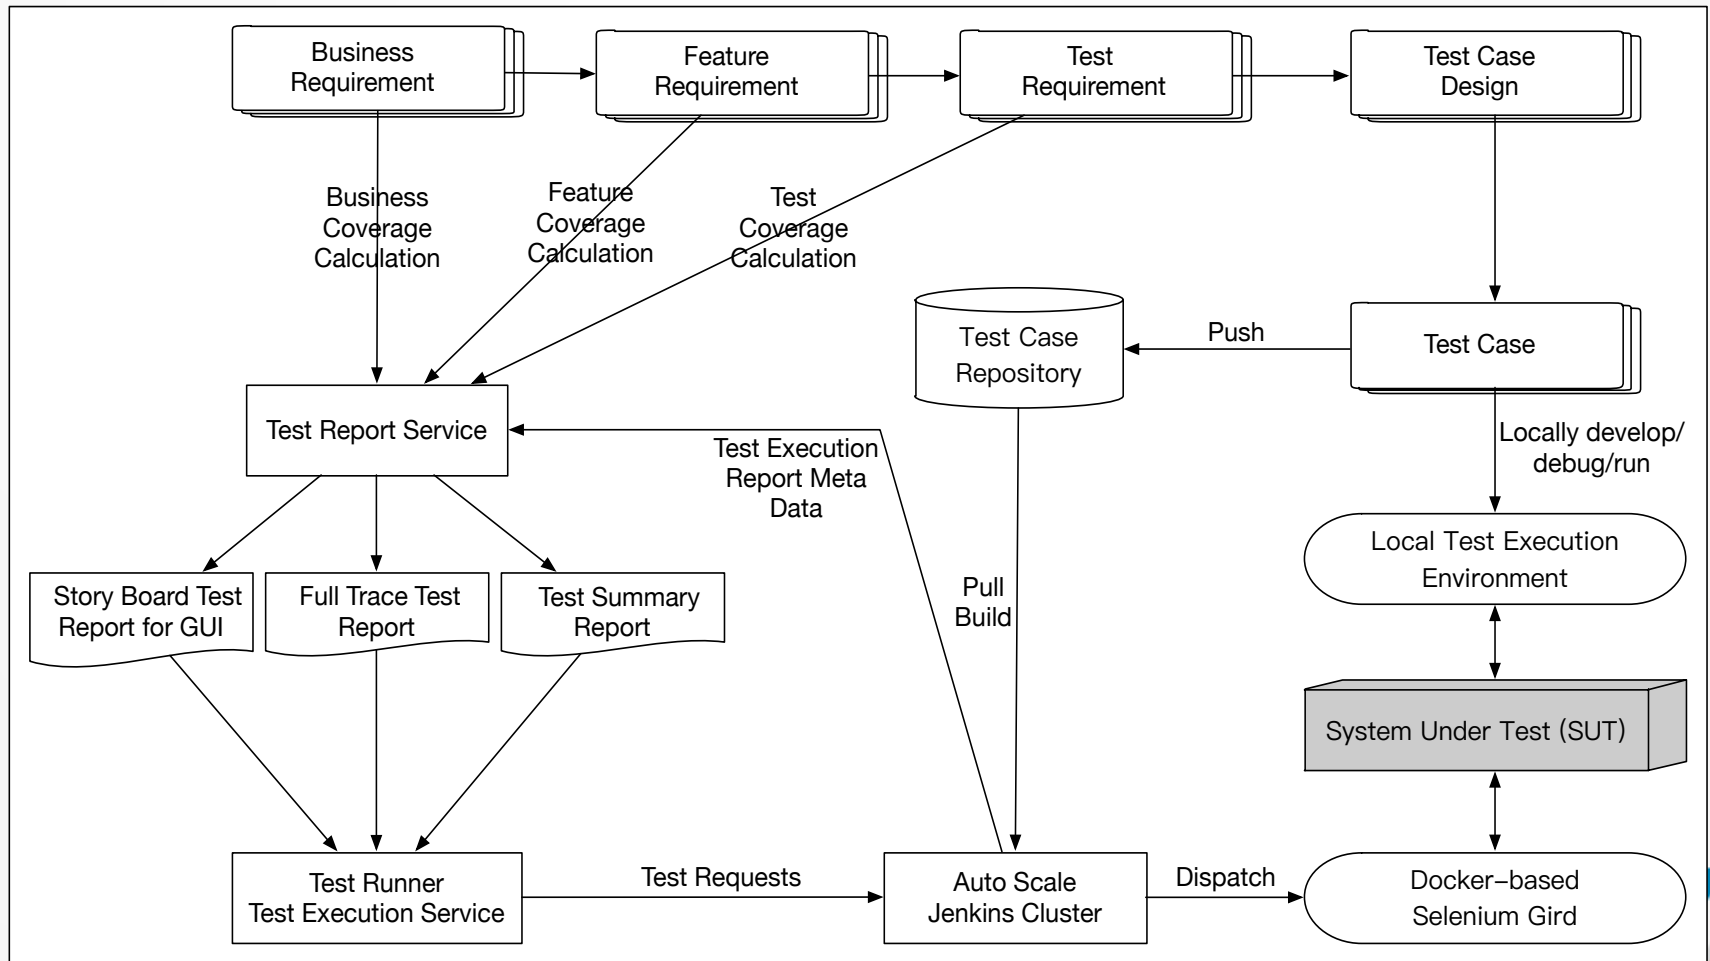 Business
Requirement
Feature
Requirement
Test
Requirement
Test Case
Design
Business
Coverage
Calculation
Feature
Coverage
Calculation
Test
Coverage
Calculation
Test Case
Repository
Push
Test Case
Test Report Service
Test Execution
Report Meta
Data
Locally develop/
debug/run
Local Test Execution
Environment
Story Board Test
Report for GUI
Full Trace Test
Report
Test Summary
Report
Pull
Build
System Under Test (SUT)
Test Runner
Test Execution Service
Test Requests
Auto Scale
Jenkins Cluster
Dispatch
Docker–based
Selenium Gird